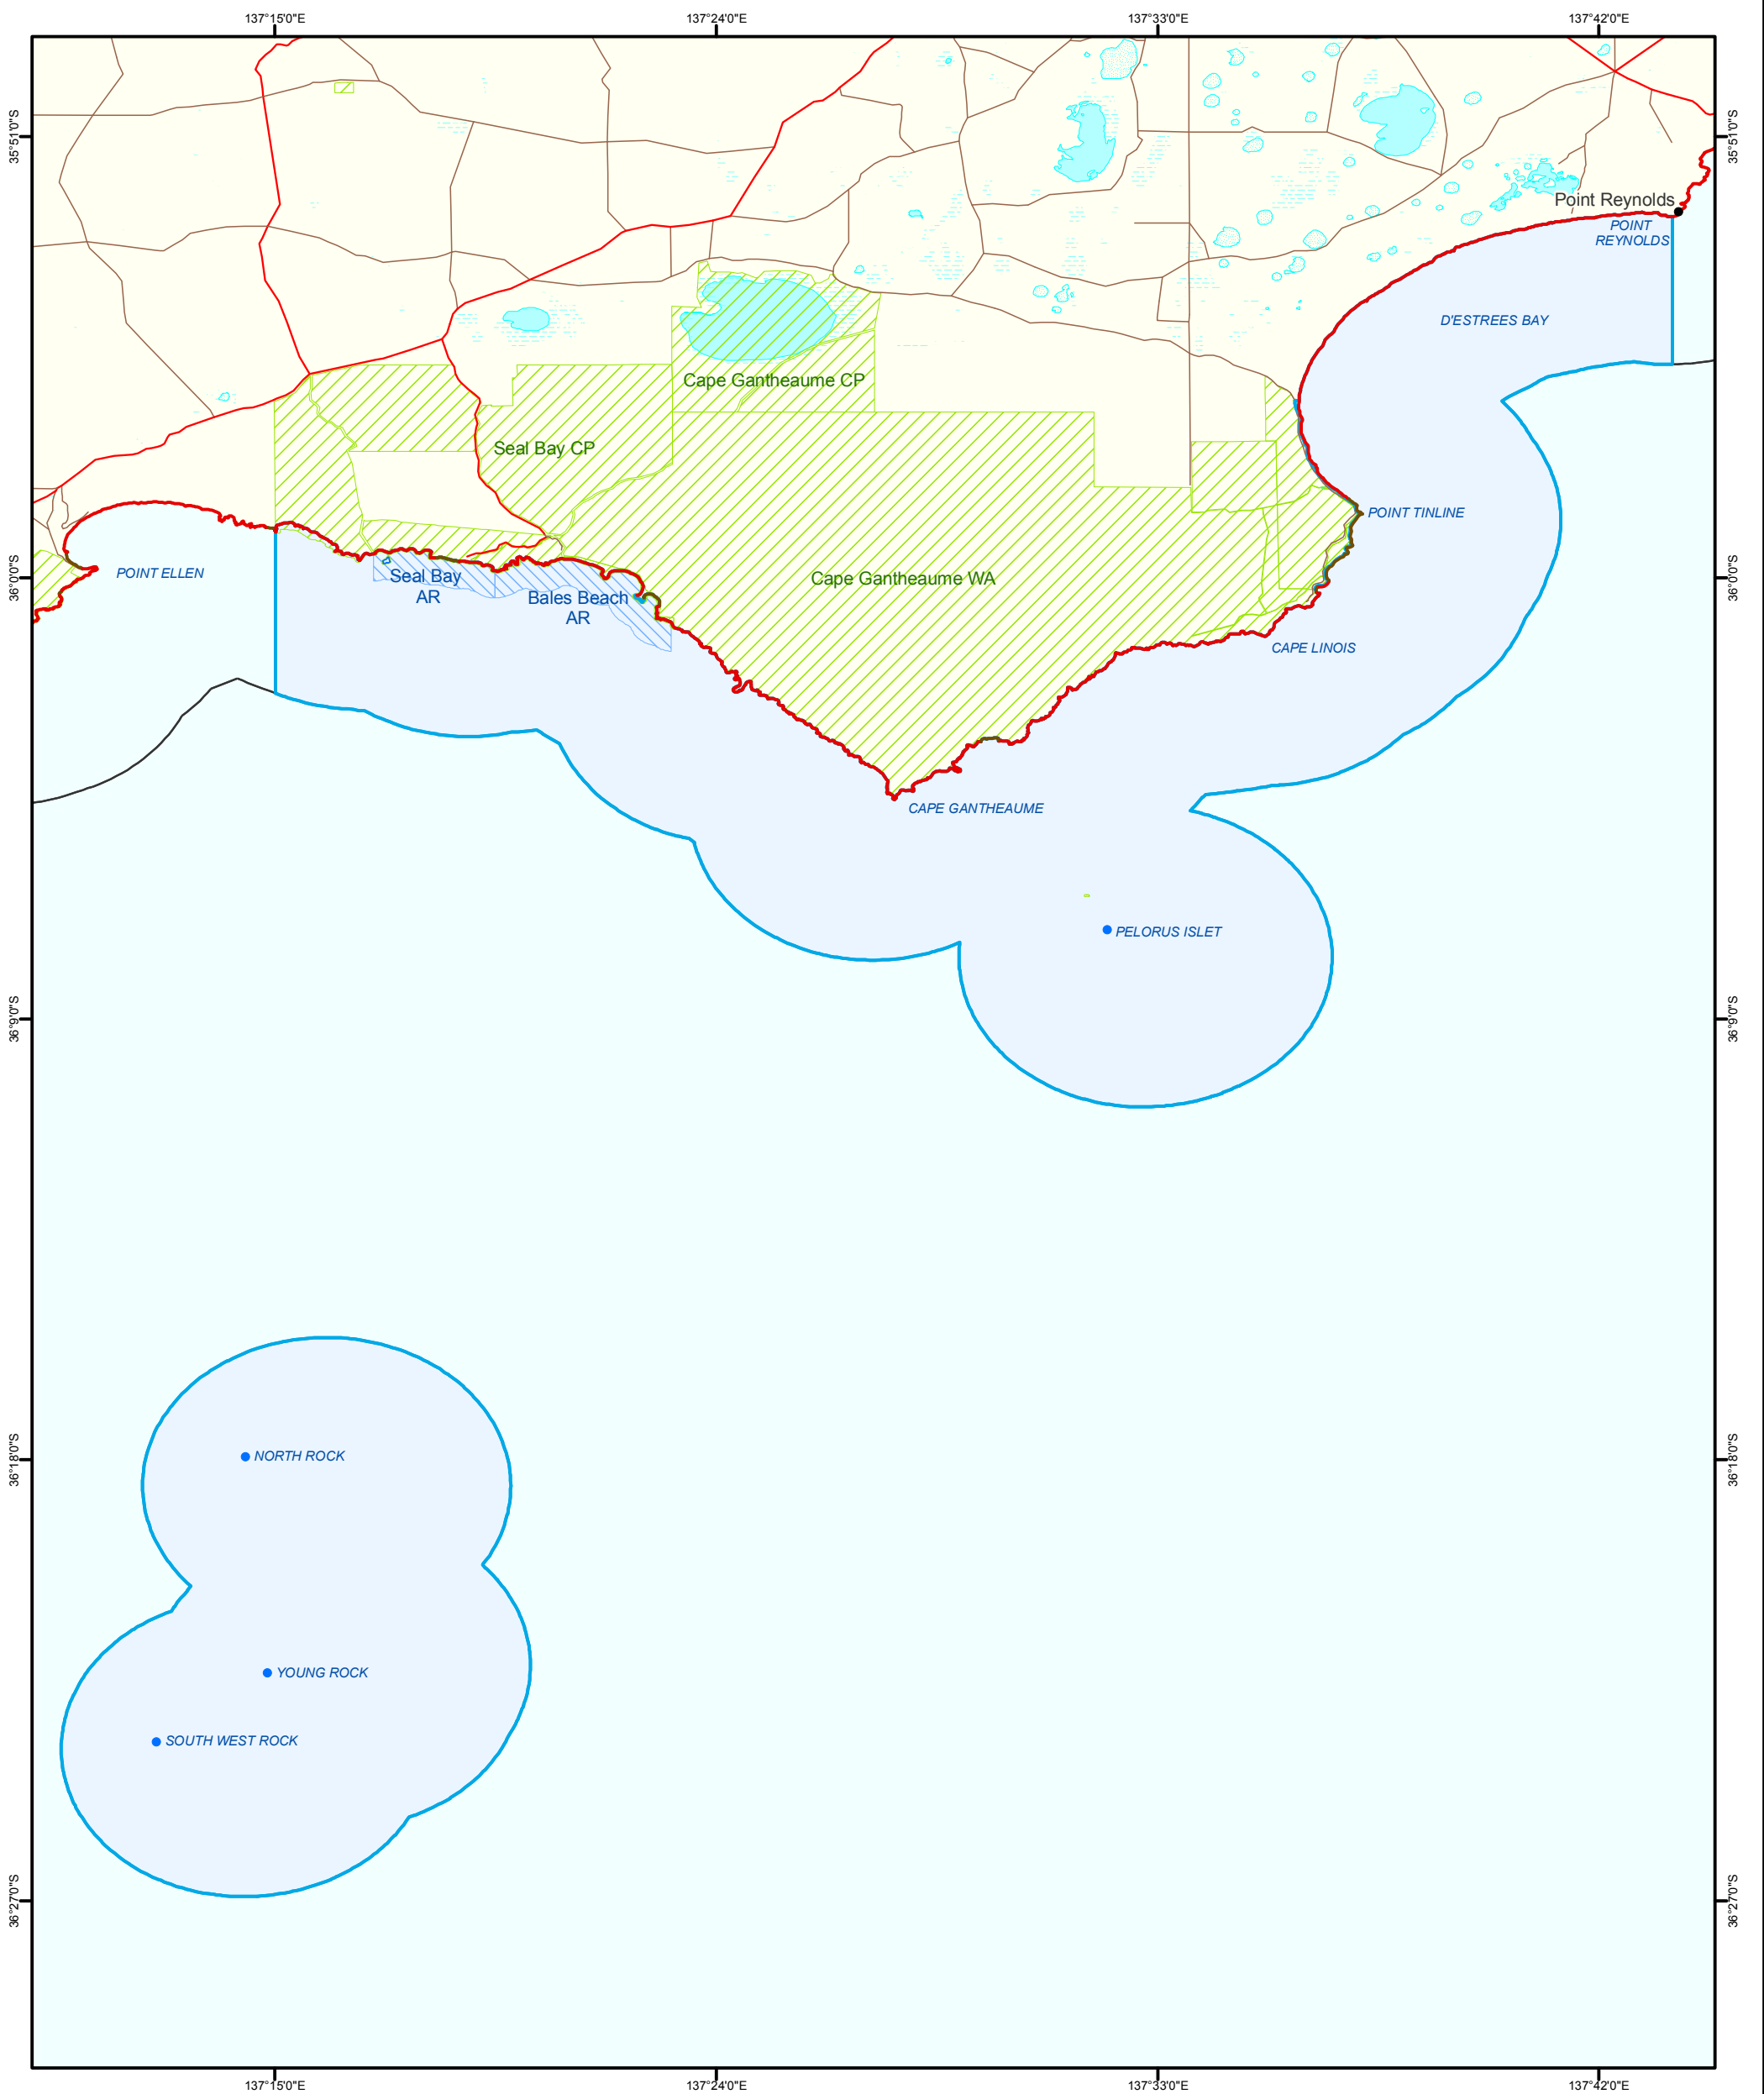 137°15'0"E
137°24'0"E
137°33'0"E
137°42'0"E
35°51'0"S
35°51'0"S
Point Reynolds
POINT
REYNOLDS
D'ESTREES BAY
Cape Gantheaume CP
Seal Bay CP
POINT TINLINE
POINT ELLEN
36°0'0"S
Seal Bay
AR
Bales Beach
AR
Cape Gantheaume WA
36°0'0"S
CAPE LINOIS
CAPE GANTHEAUME
PELORUS ISLET
36°9'0"S
36°9'0"S
NORTH ROCK
36°18'0"S
36°18'0"S
YOUNG ROCK
SOUTH WEST ROCK
36°27'0"S
36°27'0"S
137°15'0"E
137°24'0"E
137°33'0"E
137°42'0"E